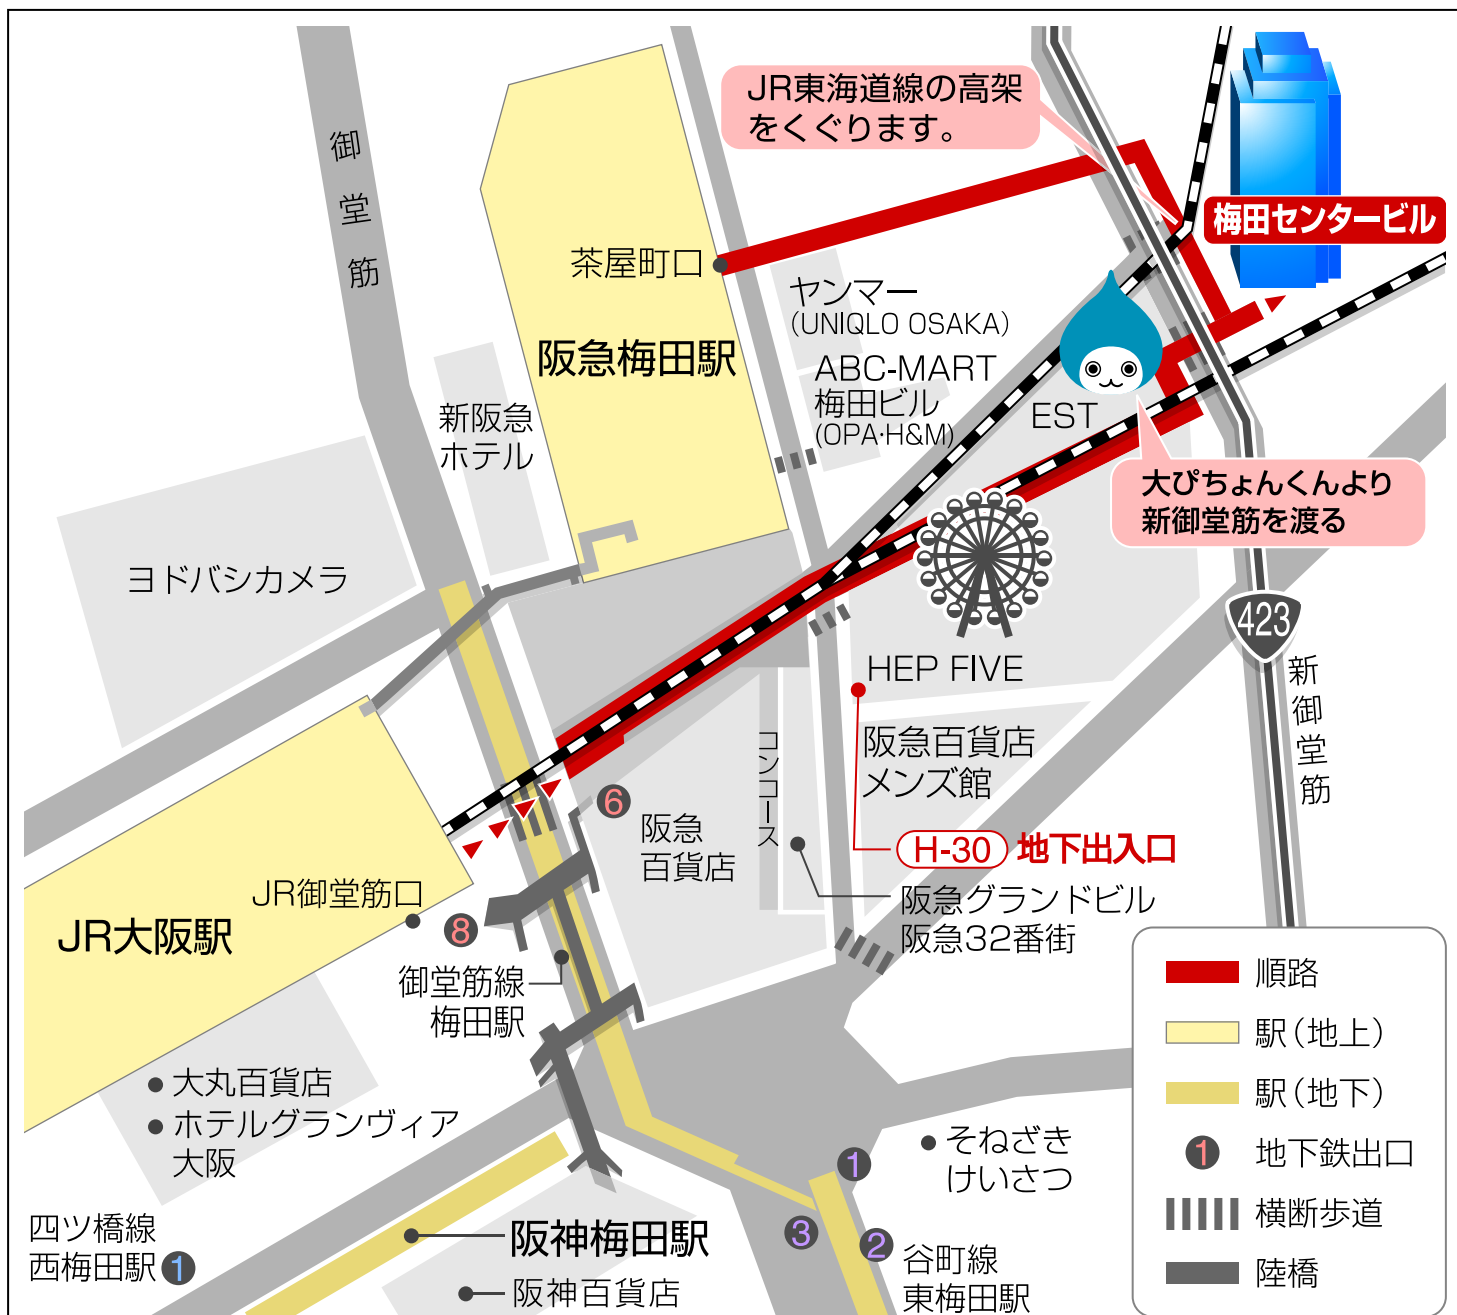 JR東海道線の高架
をくぐります。
御堂筋
梅田センタービル
茶屋町口
ヤンマー
(UNIQLO OSAKA)
阪急梅田駅
ABC-MART
梅田ビル
(OPA·H&M)
EST
新阪急
ホテル
大ぴちょんくんより
新御堂筋を渡る
ヨドバシカメラ
423
新御堂筋
HEP FIVE
コンコース
阪急百貨店
メンズ館
6
阪急
百貨店
H-30 地下出入口
JR御堂筋口
阪急グランドビル
阪急32番街
JR大阪駅
8
御堂筋線
梅田駅
順路
駅(地上)
大丸百貨店
ホテルグランヴィア
大阪
駅(地下)
1
そねざき
けいさつ
1 地下鉄出口
四ツ橋線
西梅田駅 1
阪神梅田駅
3
2
谷町線
東梅田駅
横断歩道
阪神百貨店
陸橋